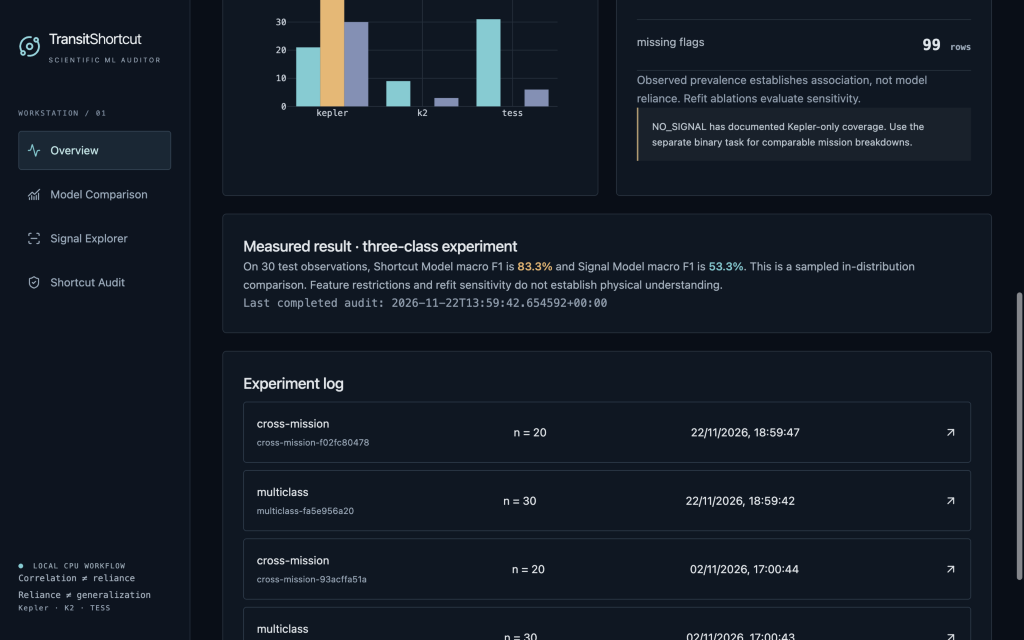 TransitShortcut
SCIENTIFIC ML AUDITOR
WORKSTATION / 01
Overview
Model Comparison
Signal Explorer
Shortcut Audit
LOCAL CPU WORKFLOW
Correlation ≠ reliance
Reliance ≠ generalization
Kepler · K2 · TESS
30
20
10
0
kepler k2 tess
missing flags 99 rows
Observed prevalence establishes association, not model
reliance. Refit ablations evaluate sensitivity.
NO_SIGNAL has documented Kepler-only coverage. Use the
separate binary task for comparable mission breakdowns.
Measured result · three-class experiment
On 30 test observations, Shortcut Model macro F1 is 83.3% and Signal Model macro F1 is 53.3%. This is a sampled in-distribution
comparison. Feature restrictions and refit sensitivity do not establish physical understanding.
Last completed audit: 2026-11-22T13:59:42.654592+00:00
Experiment log
cross-mission
cross-mission-f02fc80478
n = 20
22/11/2026, 18:59:47
multiclass
multiclass-fa5e956a20
n = 30
22/11/2026, 18:59:42
cross-mission
cross-mission-93acffa51a
n = 20
02/11/2026, 17:00:44
multiclass
n = 30
02/11/2026, 17:00:43